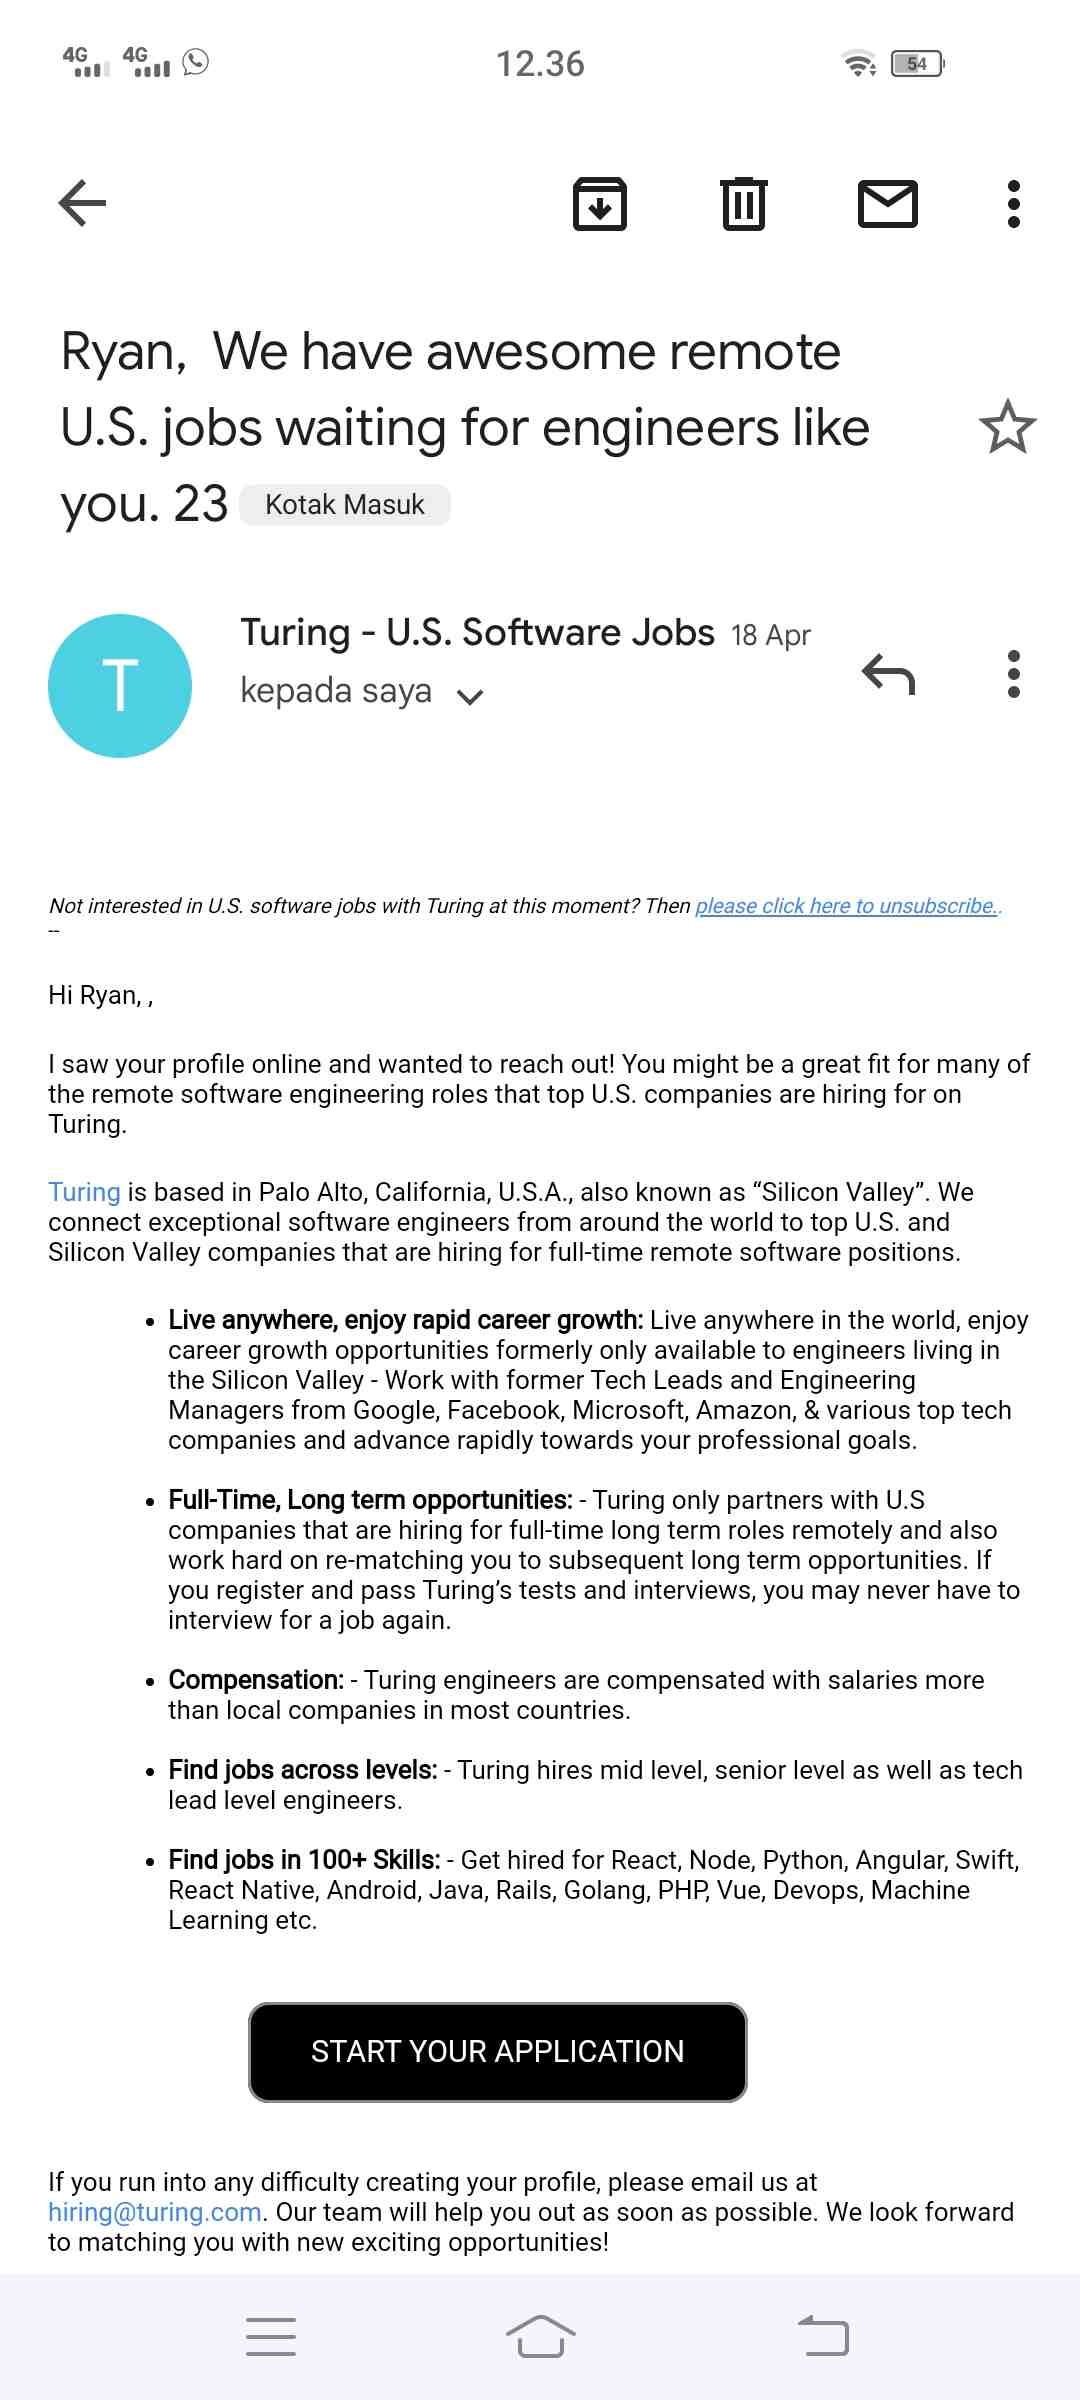 4G 4G 12.36 54
Ryan, We have awesome remote
U.S. jobs waiting for engineers like
you. 23 Kotak Masuk
T
Turing - U.S. Software Jobs 18 Apr
kepada saya
Not interested in U.S. software jobs with Turing at this moment? Then please click here to unsubscribe..
--
Hi Ryan, ,
I saw your profile online and wanted to reach out! You might be a great fit for many of
the remote software engineering roles that top U.S. companies are hiring for on
Turing.
Turing is based in Palo Alto, California, U.S.A., also known as “Silicon Valley”. We
connect exceptional software engineers from around the world to top U.S. and
Silicon Valley companies that are hiring for full-time remote software positions.
• Live anywhere, enjoy rapid career growth: Live anywhere in the world, enjoy
career growth opportunities formerly only available to engineers living in
the Silicon Valley - Work with former Tech Leads and Engineering
Managers from Google, Facebook, Microsoft, Amazon, & various top tech
companies and advance rapidly towards your professional goals.
• Full-Time, Long term opportunities: - Turing only partners with U.S
companies that are hiring for full-time long term roles remotely and also
work hard on re-matching you to subsequent long term opportunities. If
you register and pass Turing’s tests and interviews, you may never have to
interview for a job again.
• Compensation: - Turing engineers are compensated with salaries more
than local companies in most countries.
• Find jobs across levels: - Turing hires mid level, senior level as well as tech
lead level engineers.
• Find jobs in 100+ Skills: - Get hired for React, Node, Python, Angular, Swift,
React Native, Android, Java, Rails, Golang, PHP, Vue, Devops, Machine
Learning etc.
START YOUR APPLICATION
If you run into any difficulty creating your profile, please email us at
hiring@turing.com. Our team will help you out as soon as possible. We look forward
to matching you with new exciting opportunities!